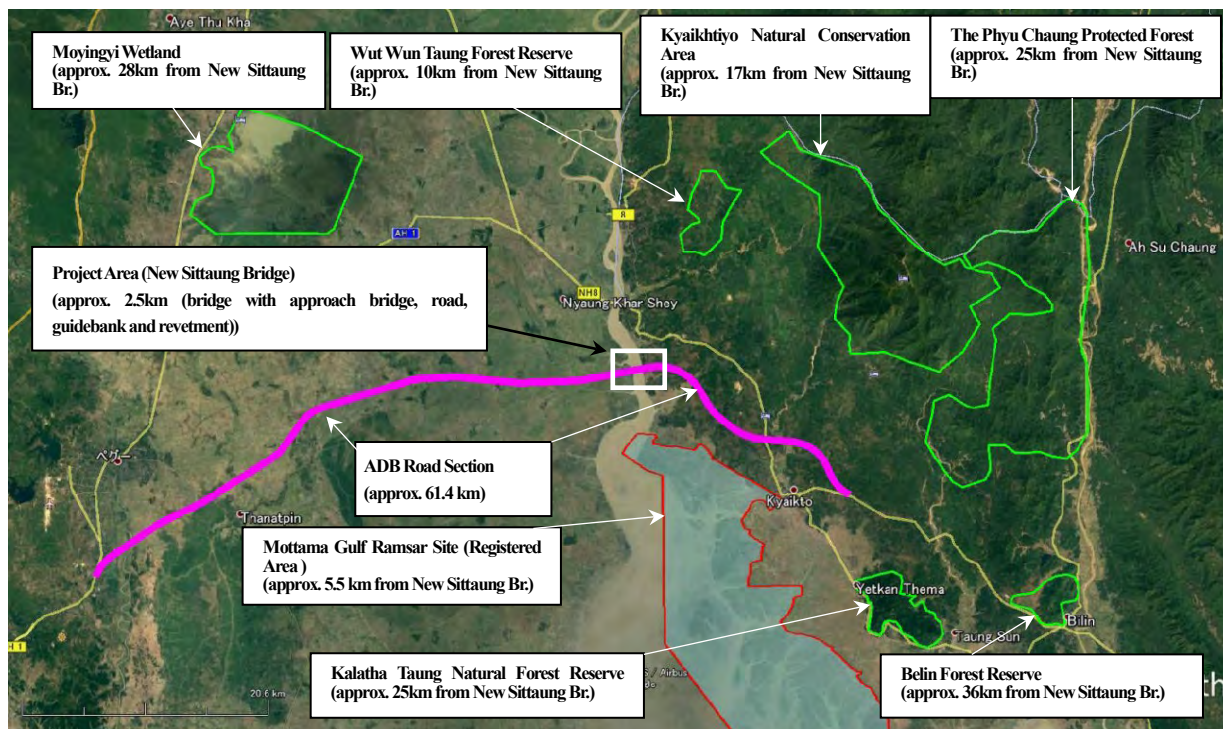 Aye Thu Kha
Moyingyi Wetland
(approx. 28km from New Sittaung
Br.)
Wut Wun Taung Forest Reserve
(approx. 10km from New Sittaung
Br.)
Kyaikhtiyo Natural Conservation
Area
(approx. 17km from New Sittaung
Br.)
The Phyu Chaung Protected Forest
(approx. 25km from New Sittaung
Br.)
R
AH 1
Ah Su Chaung
Project Area (New Sittaung Bridge)
(approx. 2.5km (bridge with approach bridge, road,
guidebank and revetment))
NH8
Nyaung Khar Shey
ペグー
ADB Road Section
(approx. 61.4 km)
Kyaikto
Thanatpin
Mottama Gulf Ramsar Site (Registered
Area )
(approx. 5.5 km from New Sittaung Br.)
Yetkan Thema
Bilin
Taung Sun
H 1
Kalatha Taung Natural Forest Reserve
(approx. 25km from New Sittaung Br.)
/ Airbus
Belin Forest Reserve
(approx. 36km from New Sittaung Br.)
20.6 km
th